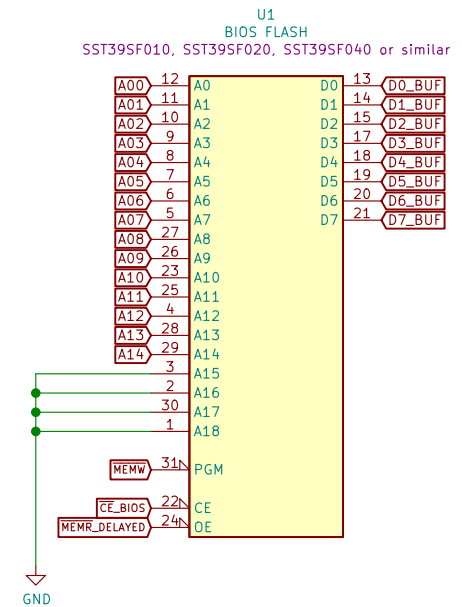 U1
BIOS FLASH
SST39SF010, SST39SF020, SST39SF040 or similar
A00 12 A0 D0 13 D0_BUF
A01 11 A1 D1 14 D1_BUF
A02 10 A2 D2 15 D2_BUF
A03 9 A3 D3 17 D3_BUF
A04 8 A4 D4 18 D4_BUF
A05 7 A5 D5 19 D5_BUF
A06 6 A6 D6 20 D6_BUF
A07 5 A7 D7 21 D7_BUF
A08 27 A8
A09 26 A9
A10 23 A10
A11 25 A11
A12 4 A12
A13 28 A13
A14 29 A14
3 A15
2 A16
30 A17
1 A18
MEMW 31 PGM
CE_BIOS 22 CE
MEMR_DELAYED 24 OE
GND